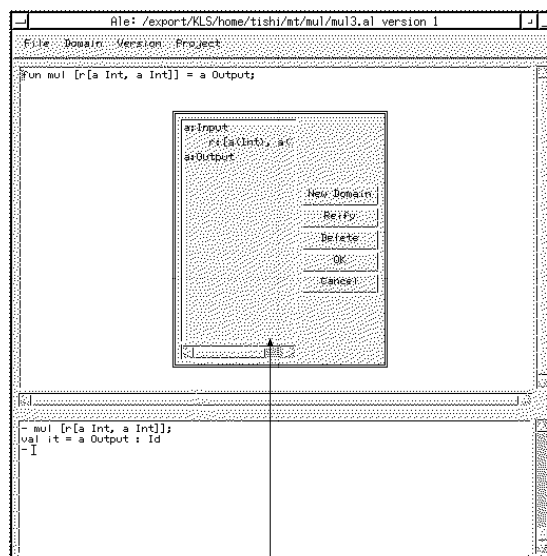 Ale: /export/KLS/home/tishi/mt/mul/mul3.al version 1
File Domain Version Project
fun mul [r[a Int, a Int]] = a Output;
a:Input
r:[a(Int), a(
a:Output
New Domain
Reify
Delete
OK
Cancel
- mul [r[a Int, a Int]];
val it = a Output : Id
-